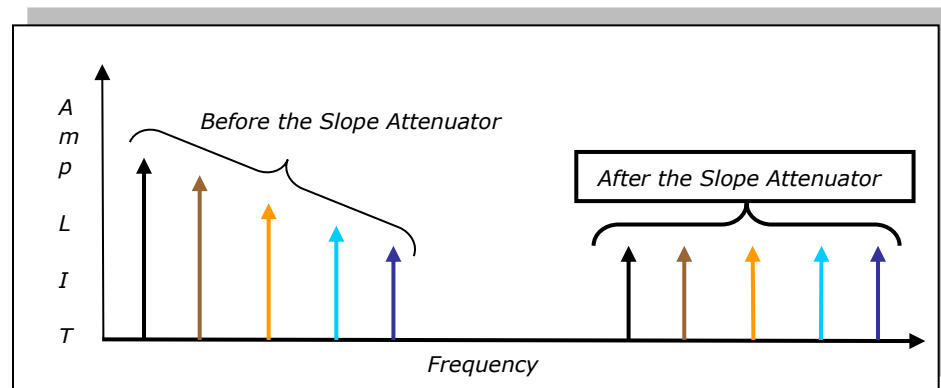 A
m
p
L
I
T
Before the Slope Attenuator
After the Slope Attenuator
Frequency